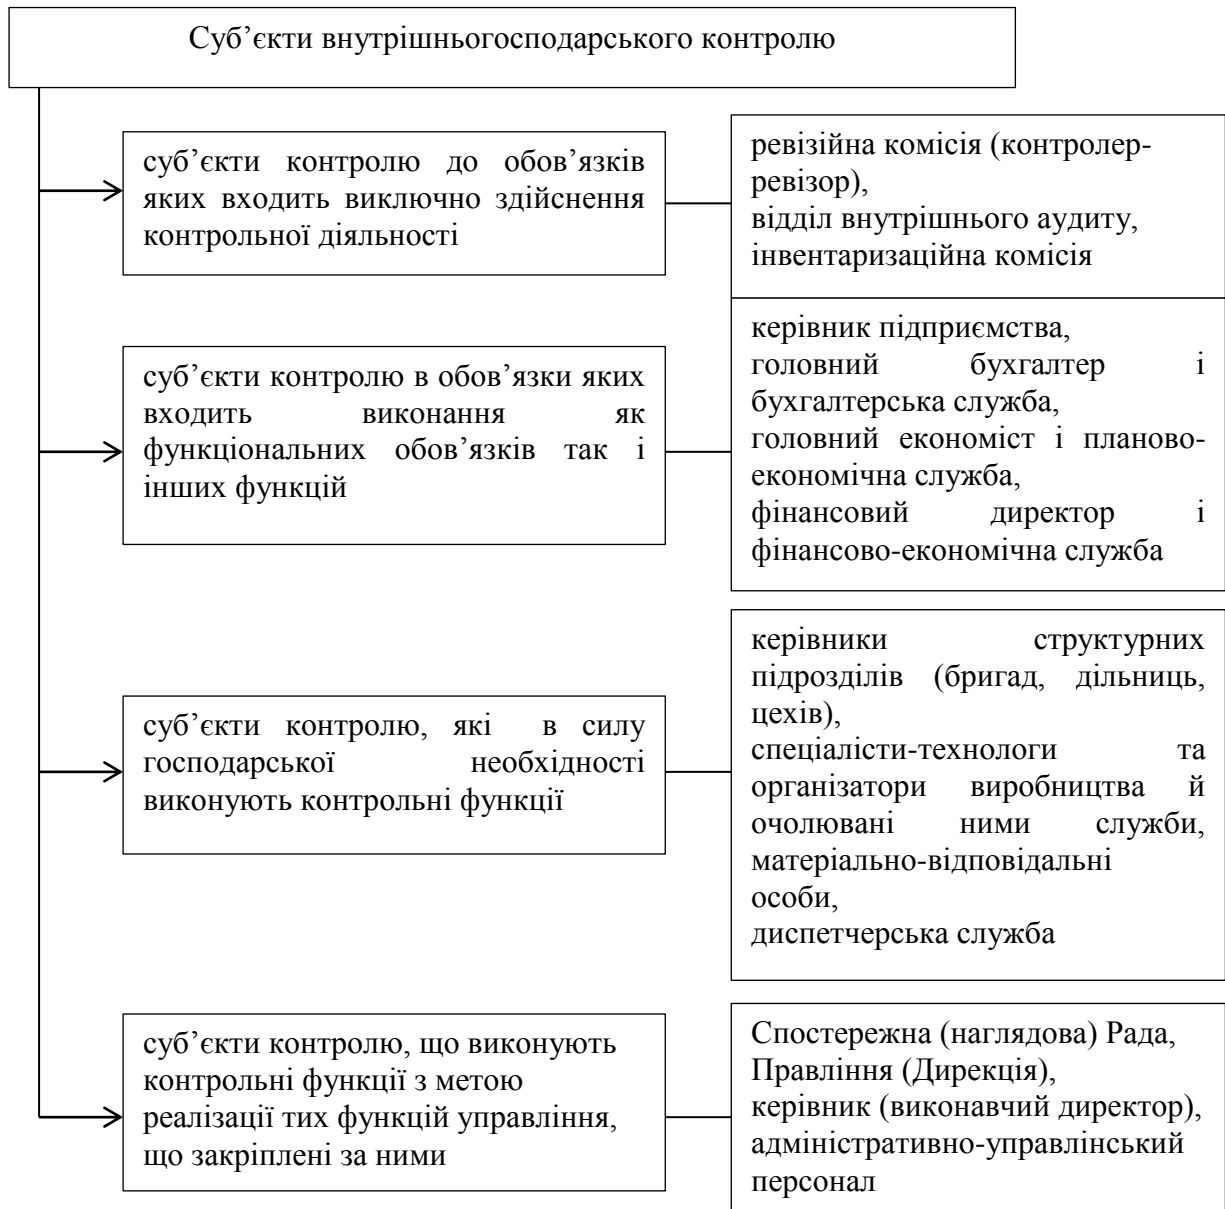 Суб’єкти внутрішньогосподарського контролю
суб’єкти контролю до обов’язків
яких входить виключно здійснення
контрольної діяльності
ревізійна комісія (контролер-
ревізор),
відділ внутрішнього аудиту,
інвентаризаційна комісія
суб’єкти контролю в обов’язки яких
входить виконання як
функціональних обов’язків так і
інших функцій
керівник підприємства,
головний бухгалтер і
бухгалтерська служба,
головний економіст і планово-
економічна служба,
фінансовий директор і
фінансово-економічна служба
суб’єкти контролю, які в силу
господарської необхідності
виконують контрольні функції
керівники структурних
підрозділів (бригад, дільниць,
цехів),
спеціалісти-технологи та
організатори виробництва й
очолювані ними служби,
матеріально-відповідальні
особи,
диспетчерська служба
суб’єкти контролю, що виконують
контрольні функції з метою
реалізації тих функцій управління,
що закріплені за ними
Спостережна (наглядова) Рада,
Правління (Дирекція),
керівник (виконавчий директор),
адміністративно-управлінський
персонал